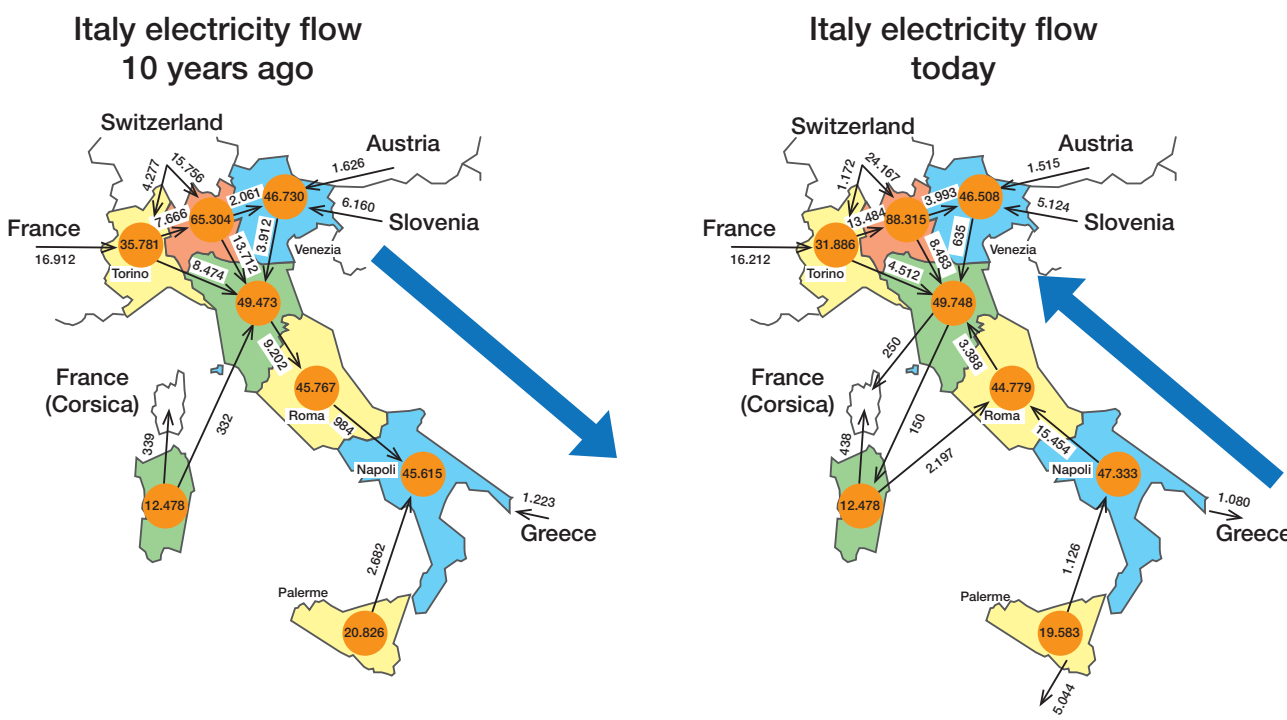 Italy electricity flow
10 years ago
Switzerland
Austria
4.277
15.756
1.626
2.061
46.730
6.160
Slovenia
7.666
65.304
France
16.912
35.781
13.712
3.912
Venezia
Torino
8.474
49.473
9.202
France
(Corsica)
45.767
Roma
339
332
984
Napoli
45.615
12.478
1.223
Greece
2.682
Palerme
20.826
Italy electricity flow
today
Switzerland
Austria
1.172
24.167
1.515
3.993
46.508
5.124
Slovenia
13.484
88.315
France
16.212
31.886
8.483
635
Venezia
Torino
4.512
49.748
250
3.388
France
(Corsica)
44.779
Roma
438
150
2.197
15.454
Napoli
47.333
12.478
1.080
Greece
1.126
Palerme
19.583
5.044